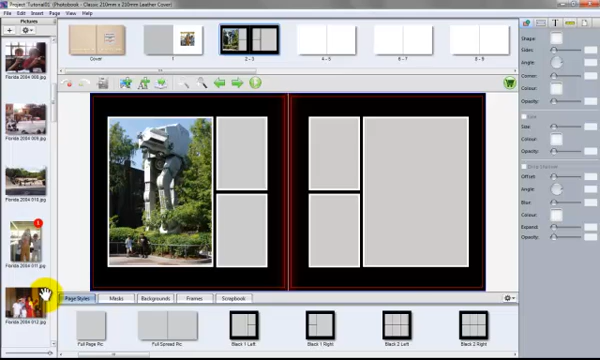 Project: Tutorial01 (Photobook - Classic 210mm x 210mm Leather Cover)
File Edit Insert Page View Help
Pictures
Florida 2004 008.jpg
Florida 2004 009.jpg
Florida 2004 010.jpg
1
Florida 2004 011.jpg
Florida 2004 012.jpg
Cover
1
2 - 3
4 - 5
6 - 7
8 - 9
T
Shape:
Sides:
Angle:
Corner:
Colour:
Opacity:
Line
Size:
Colour:
Opacity:
Drop Shadow
Offset:
Angle:
Blur:
Colour:
Expand:
Opacity:
Page Styles
Masks
Backgrounds
Frames
Scrapbook
Full Page Pic
Full Spread Pic
Black 1 Left
Black 1 Right
Black 2 Left
Black 2 Right